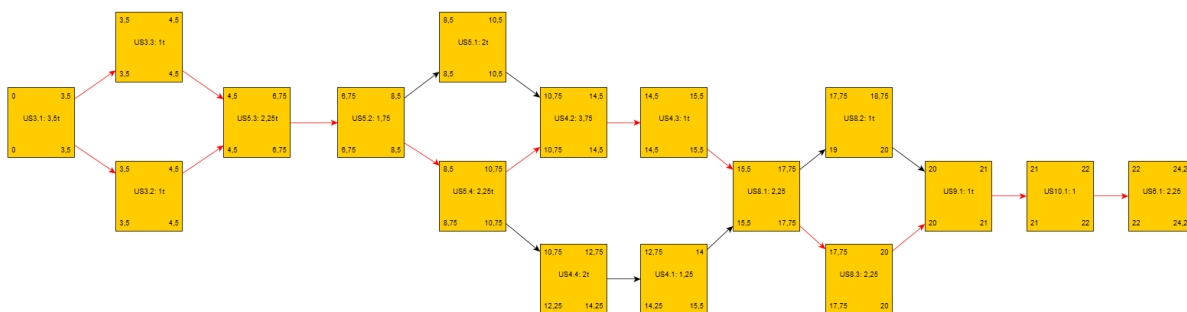 3,5 4,5
US3.3: 1t
3,5 4,5
8,5 10,5
US5.1: 2t
8,5 10,5
0 3,5
US3.1: 3,5t
0 3,5
4,5 6,75
US5.3: 2,25t
4,5 6,75
6,75 8,5
US5.2: 1,75
6,75 8,5
10,75 14,5
US4.2: 3,75
10,75 14,5
14,5 15,5
US4.3: 1t
14,5 15,5
17,75 18,75
US8.2: 1t
19 20
3,5 4,5
US3.2: 1t
3,5 4,5
8,5 10,75
US5.4: 2,25t
8,75 10,75
15,5 17,75
US8.1: 2,25
15,5 17,75
20 21
US9.1: 1t
20 21
21 22
US10.1: 1
21 22
22 24,2
US6.1: 2,25
22 24,2
10,75 12,75
US4.4: 2t
12,25 14,25
12,75 14
US4.1: 1,25
14,25 15,5
17,75 20
US8.3: 2,25
17,75 20